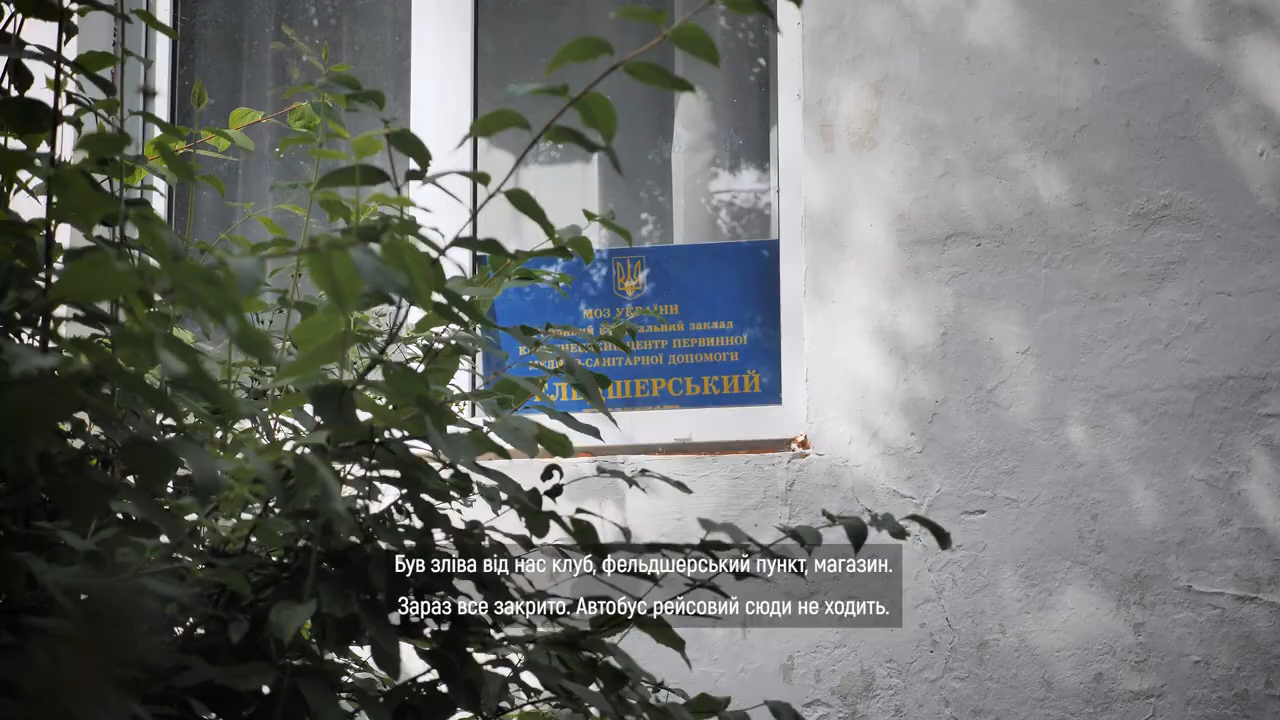 МОЗ УКРАЇНИ
заклад
ЦЕНТР ПЕРВИННОЇ
САНІТАРНОЇ ДОПОМОГИ
Був зліва від нас клуб, фельдшерський пункт, магазин.
Зараз все закрито. Автобус рейсовий сюди не ходить.